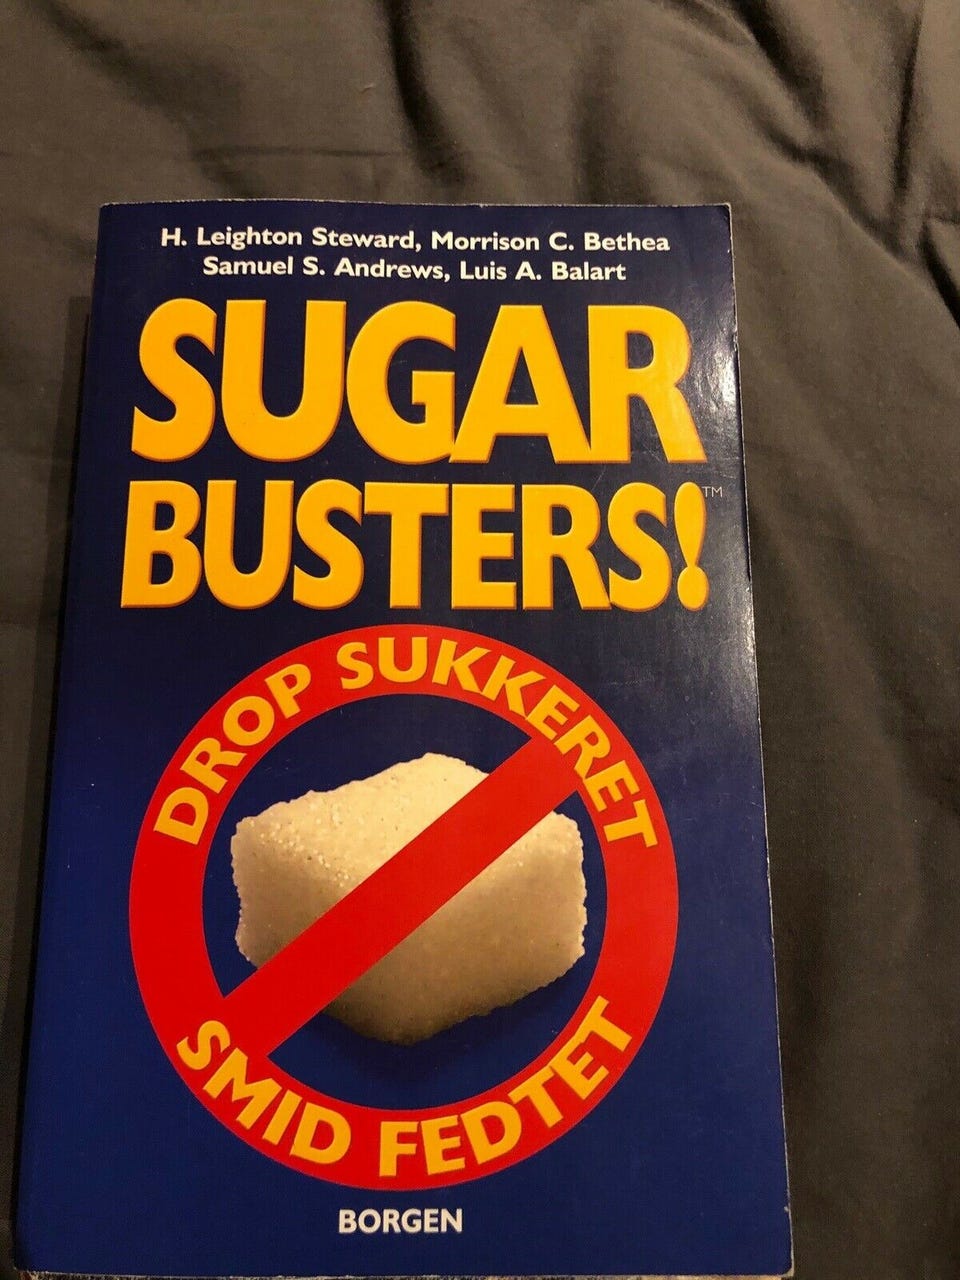 H. Leighton Steward, Morrison C. Bethea
Samuel S. Andrews, Luis A. Balart
SUGAR
BUSTERS!™
DROP SUKKERET
SMID FEDTET
BORGEN